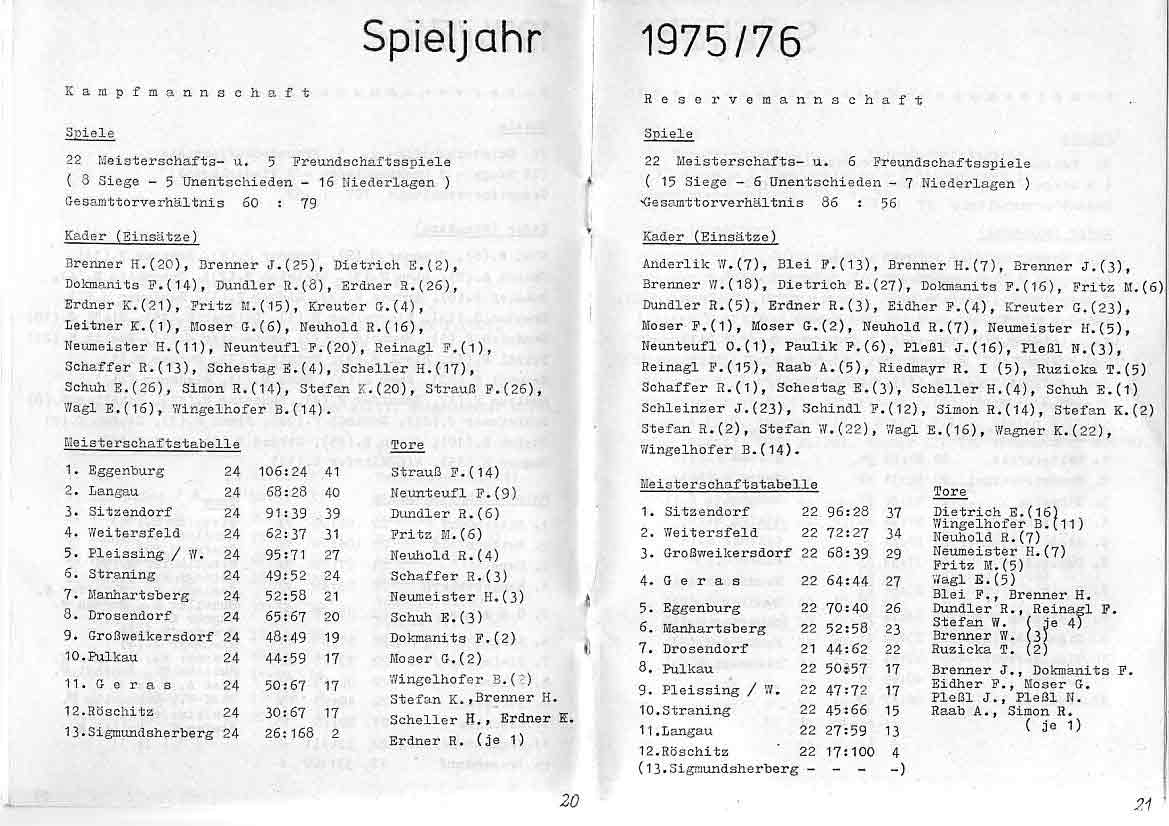 Spieljahr
Kampfmannschaft
Spiele
22 Meisterschafts- u. 5 Freundschaftsspiele
( 8 Siege - 5 Unentschieden - 16 Niederlagen )
Gesamttorverhältnis 60 : 79
Kader (Einsätze)
Brenner H.(20), Brenner J.(25), Dietrich E.(2),
Dokmanits F.(14), Dundler R.(8), Erdner R.(26),
Erdner K.(21), Fritz M.(15), Kreuter G.(4),
Leitner K.(1), Moser G.(6), Neuhold R.(16),
Neumeister H.(11), Neunteufl F.(20), Reinagl F.(1),
Schaffer R.(13), Schestag E.(4), Scheller H.(17),
Schuh E.(26), Simon R.(14), Stefan K.(20), Strauß F.(26),
Wagl E.(16), Wingelhofer B.(14).
Meisterschaftstabelle
1. Eggenburg 24 106:24 41
2. Langau 24 68:28 40
3. Sitzendorf 24 91:39 39
4. Weitersfeld 24 62:37 31
5. Pleissing / W. 24 95:71 27
6. Straning 24 49:52 24
7. Manhartsberg 24 52:58 21
8. Drosendorf 24 65:67 20
9. Großweikersdorf 24 48:49 19
10.Pulkau 24 44:59 17
11. G e r a s 24 50:67 17
12.Röschitz 24 30:67 17
13.Sigmundsherberg 24 26:168 2
Tore
Strauß F.(14)
Neunteufl F.(9)
Dundler R.(6)
Fritz M.(6)
Neuhold R.(4)
Schaffer R.(3)
Neumeister H.(3)
Schuh E.(3)
Dokmanits F.(2)
Moser G.(2)
Wingelhofer B.(2)
Stefan K.,Brenner H.
Scheller H., Erdner K.
Erdner R. (je 1)
20
1975/76
Reservemannschaft
Spiele
22 Meisterschafts- u. 6 Freundschaftsspiele
( 15 Siege - 6 Unentschieden - 7 Niederlagen )
Gesamttorverhältnis 86 : 56
Kader (Einsätze)
Anderlik W.(7), Blei F.(13), Brenner H.(7), Brenner J.(3),
Brenner W.(18), Dietrich E.(27), Dokmanits F.(16), Fritz M.(6)
Dundler R.(5), Erdner R.(3), Eidher F.(4), Kreuter G.(23),
Moser F.(1), Moser G.(2), Neuhold R.(7), Neumeister H.(5),
Neunteufl O.(1), Paulik F.(6), Pleßl J.(16), Pleßl N.(3),
Reinagl F.(15), Raab A.(5), Riedmayr R. I (5), Ruzicka T.(5)
Schaffer R.(1), Schestag E.(3), Scheller H.(4), Schuh E.(1)
Schleinzer J.(23), Schindl F.(12), Simon R.(14), Stefan K.(2)
Stefan R.(2), Stefan W.(22), Wagl E.(16), Wagner K.(22),
Wingelhofer B.(14).
Meisterschaftstabelle
1. Sitzendorf 22 96:28 37
2. Weitersfeld 22 72:27 34
3. Großweikersdorf 22 68:39 29
4. G e r a s 22 64:44 27
5. Eggenburg 22 70:40 26
6. Manhartsberg 22 52:58 23
7. Drosendorf 21 44:62 22
8. Pulkau 22 50:57 17
9. Pleissing / W. 22 47:72 17
10.Straning 22 45:66 15
11.Langau 22 27:59 13
12.Röschitz 22 17:100 4
(13.Sigmundsherberg - - - -)
Tore
Dietrich E.(16)
Wingelhofer B.(11)
Neuhold R.(7)
Neumeister H.(7)
Fritz M.(5)
Wagl E.(5)
Blei F., Brenner H.
Dundler R., Reinagl F.
Stefan W. ( je 4)
Brenner W. (3)
Ruzicka T. (2)
Brenner J., Dokmanits F.
Eidher F., Moser G.
Pleßl J., Pleßl N.
Raab A., Simon R.
( je 1)
21